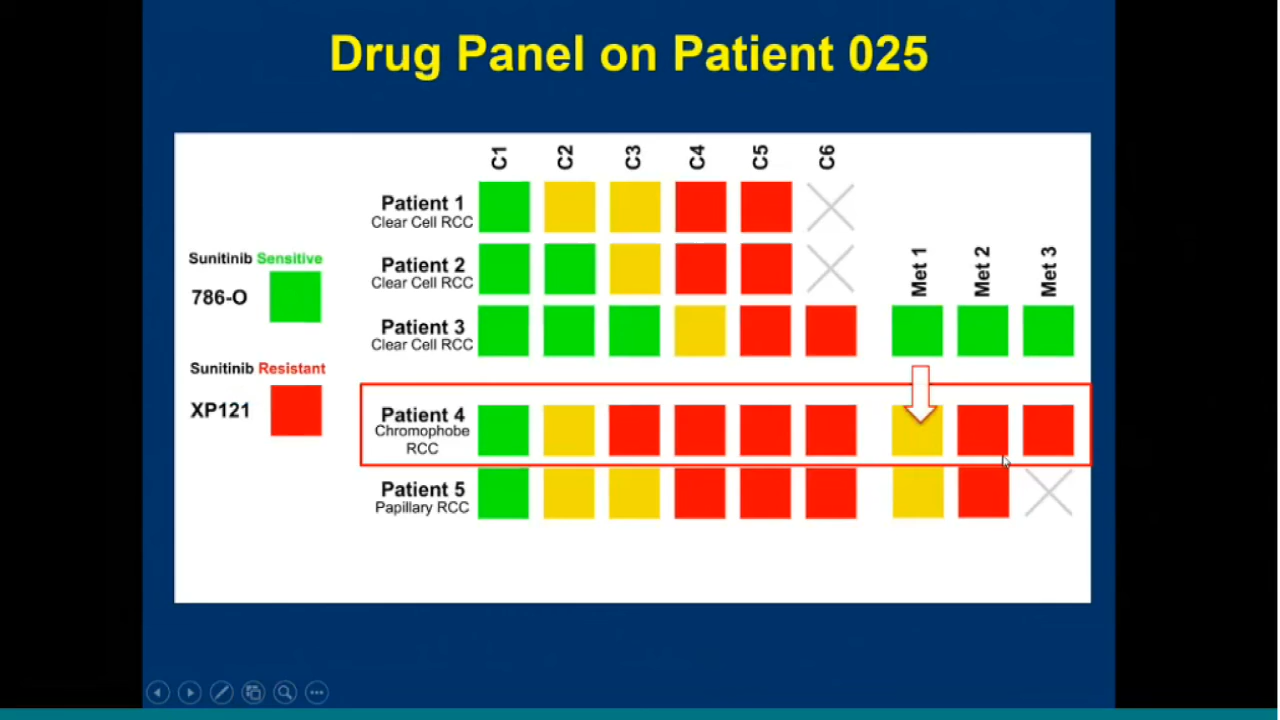 Drug Panel on Patient 025
C1
C2
C3
C4
C5
C6
Patient 1
Clear Cell RCC
Patient 2
Clear Cell RCC
Met 1
Met 2
Met 3
Patient 3
Clear Cell RCC
Sunitinib Sensitive
786-O
Sunitinib Resistant
XP121
Patient 4
Chromophobe
RCC
Patient 5
Papillary RCC